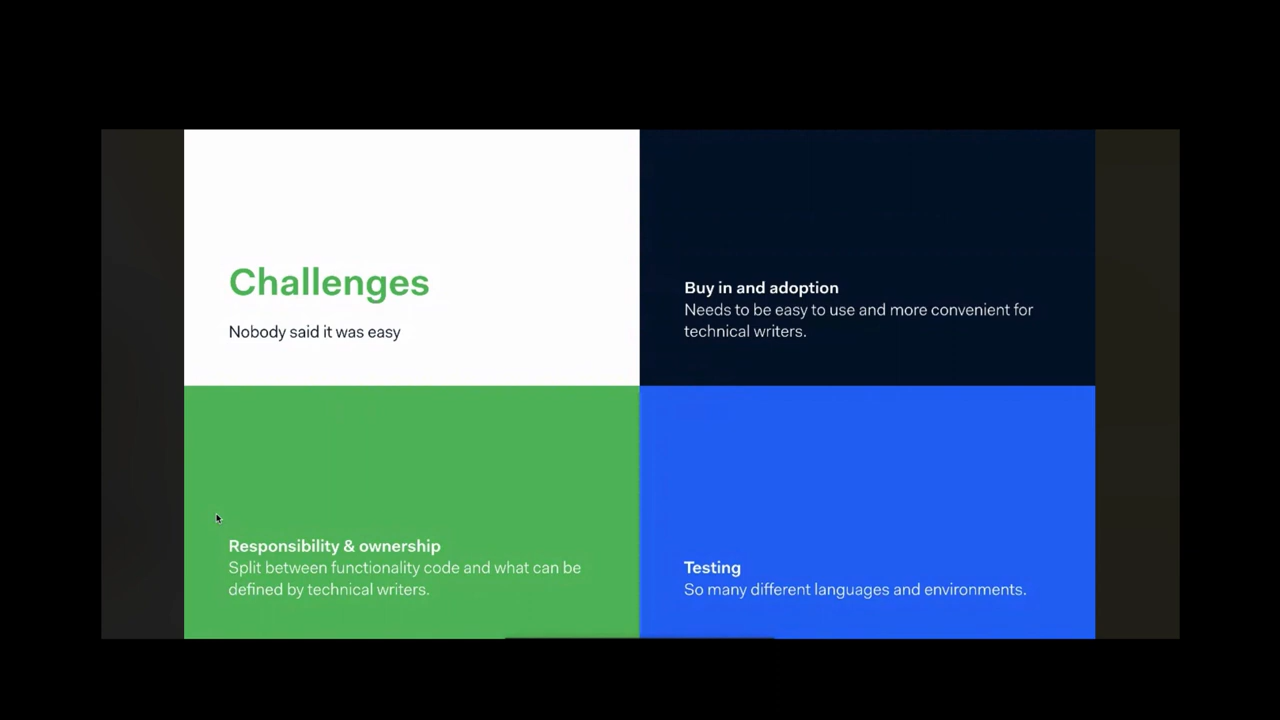 Challenges
Nobody said it was easy
Buy in and adoption
Needs to be easy to use and more convenient for
technical writers.
Responsibility & ownership
Split between functionality code and what can be
defined by technical writers.
Testing
So many different languages and environments.